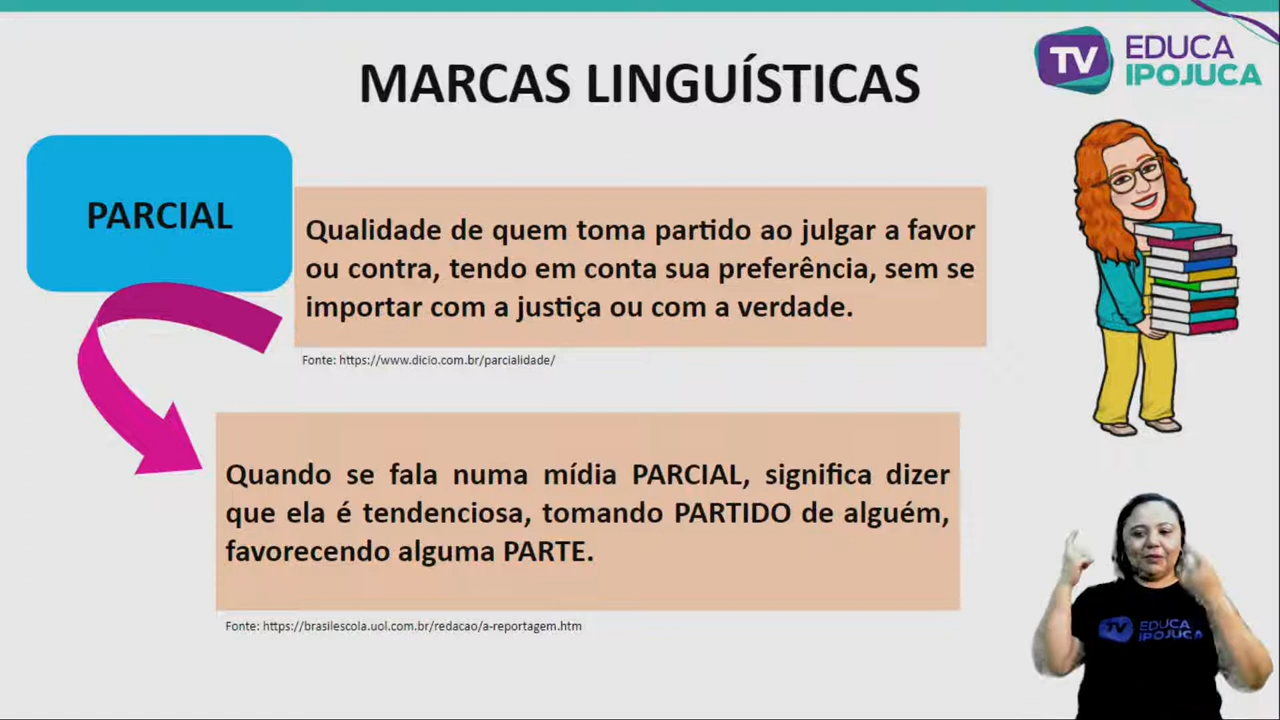 MARCAS LINGUÍSTICAS
TV EDUCA
IPOJUCA
PARCIAL
Qualidade de quem toma partido ao julgar a favor
ou contra, tendo em conta sua preferência, sem se
importar com a justiça ou com a verdade.
Fonte: https://www.dicio.com.br/parcialidade/
Quando se fala numa mídia PARCIAL, significa dizer
que ela é tendenciosa, tomando PARTIDO de alguém,
favorecendo alguma PARTE.
Fonte: https://brasilescola.uol.com.br/redacao/a-reportagem.htm
TV EDUCA
IPOJUCA